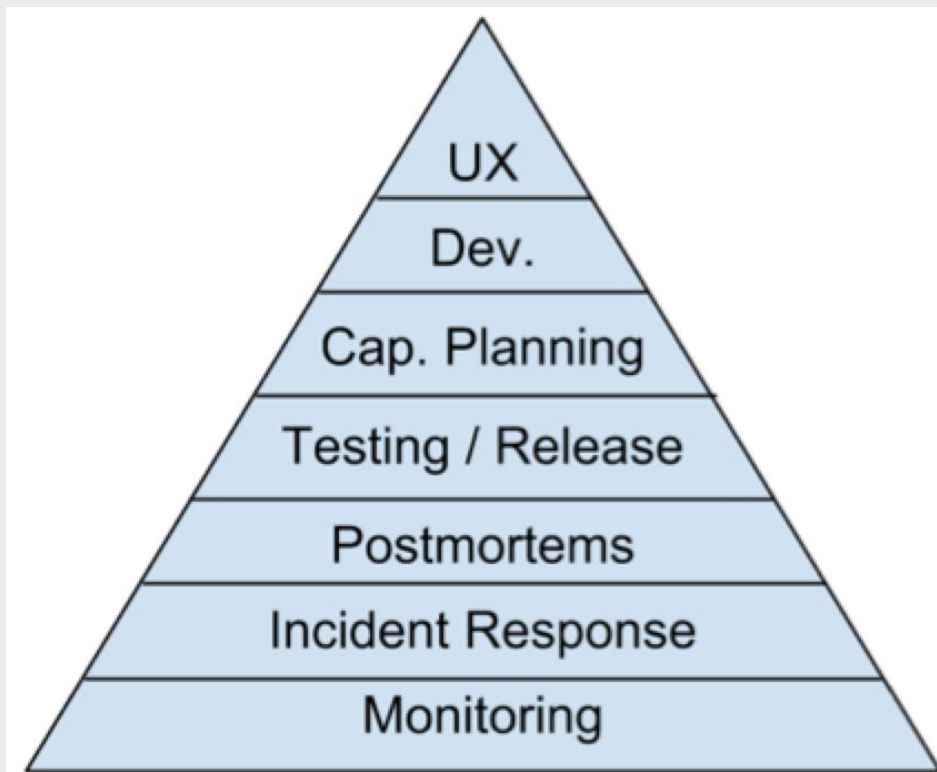 UX
Dev.
Cap. Planning
Testing / Release
Postmortems
Incident Response
Monitoring